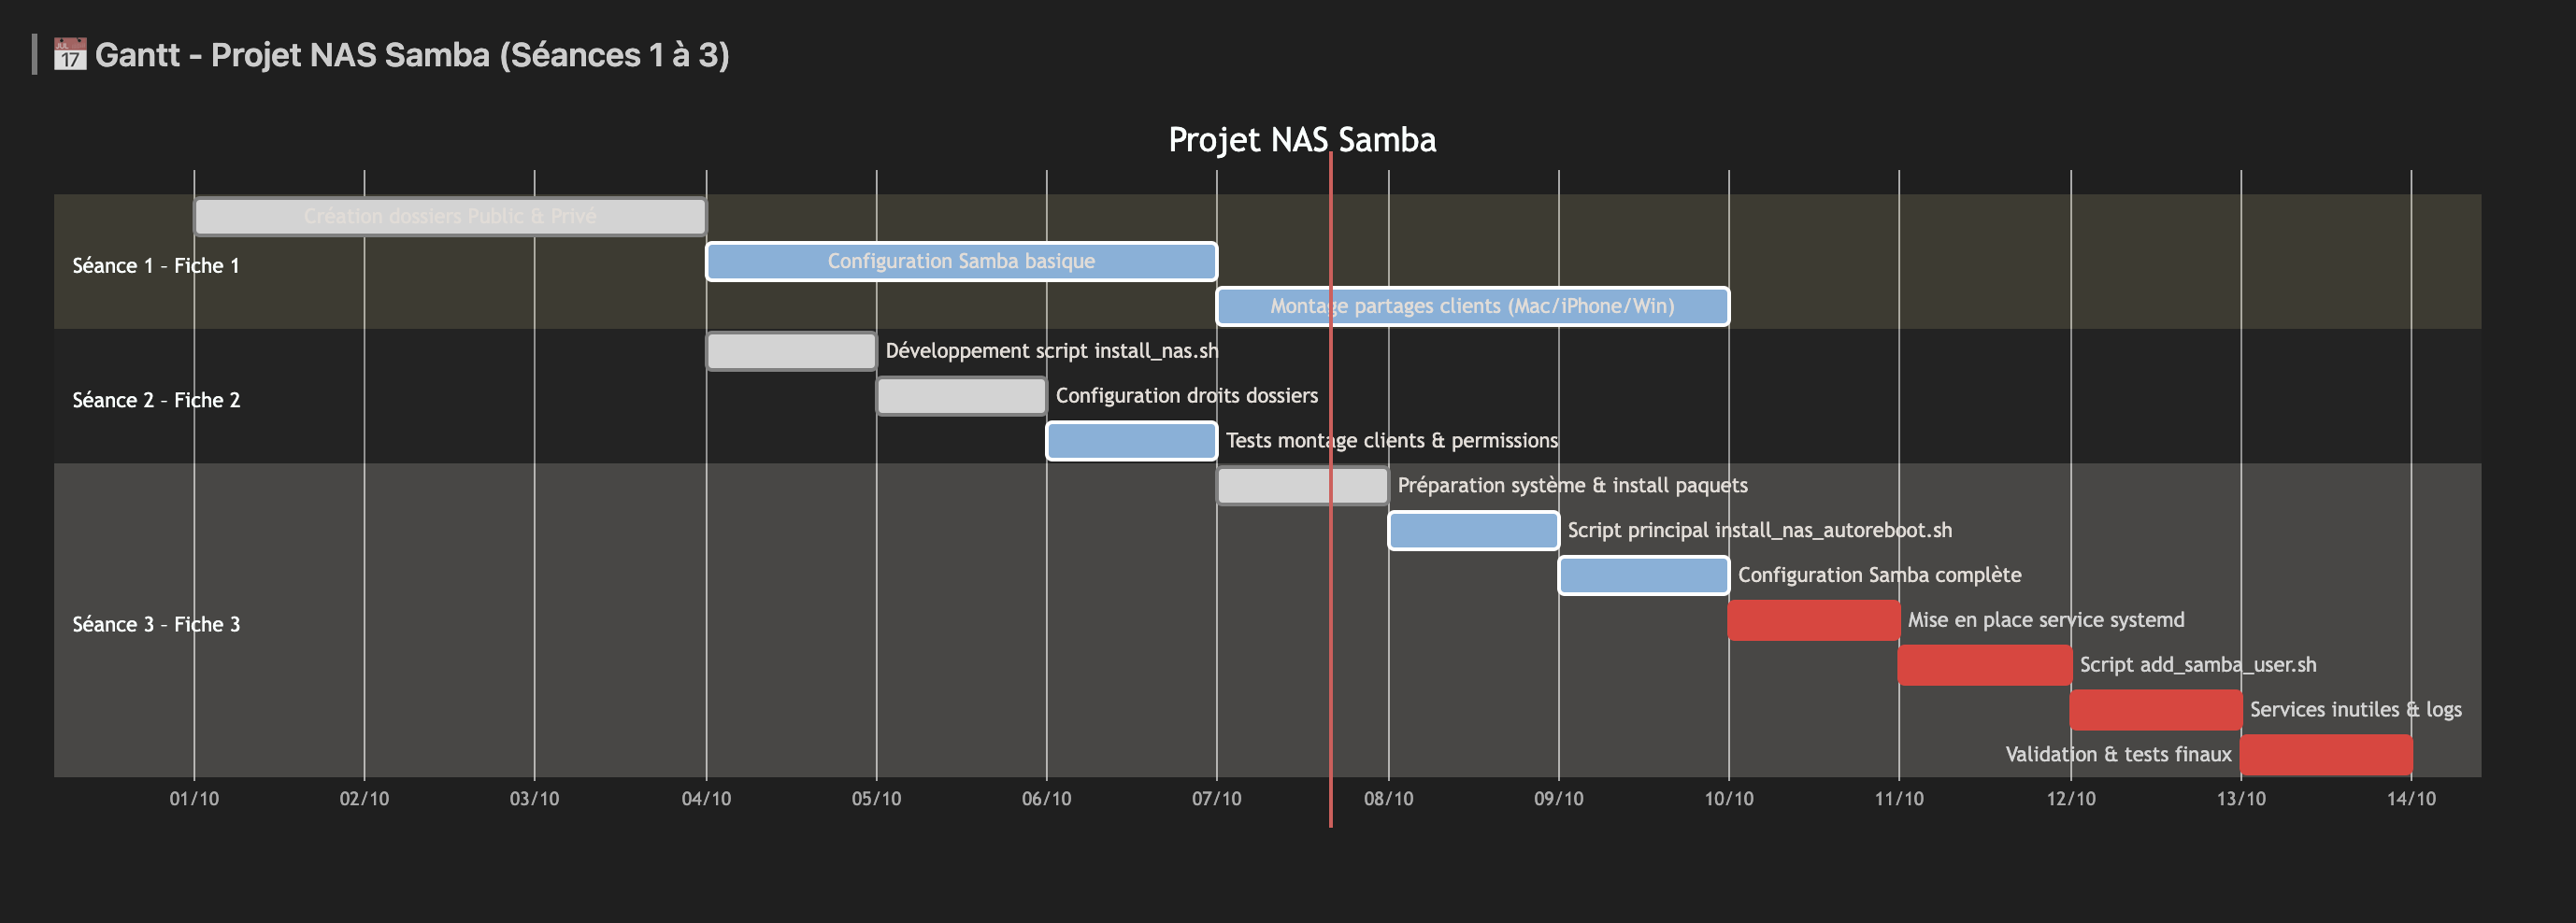 JUL
17
Gantt - Projet NAS Samba (Séances 1 à 3)
Projet NAS Samba
Création dossiers Public & Privé
Séance 1 - Fiche 1
Configuration Samba basique
Montage partages clients (Mac/iPhone/Win)
Développement script install_nas.sh
Séance 2 - Fiche 2
Configuration droits dossiers
Tests montage clients & permissions
Préparation système & install paquets
Script principal install_nas_autoreboot.sh
Configuration Samba complète
Séance 3 - Fiche 3
Mise en place service systemd
Script add_samba_user.sh
Services inutiles & logs
Validation & tests finaux
01/10 02/10 03/10 04/10 05/10 06/10 07/10 08/10 09/10 10/10 11/10 12/10 13/10 14/10